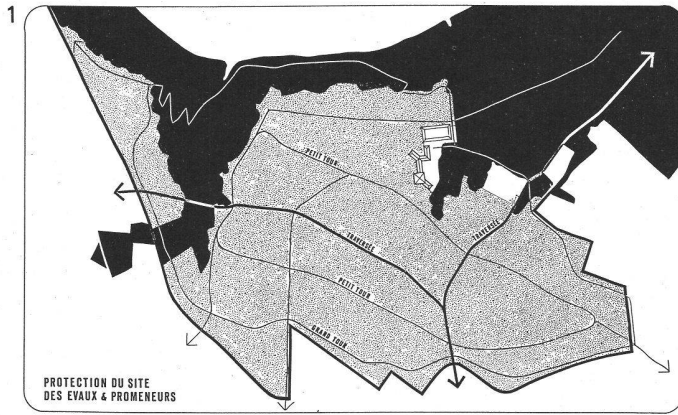 1
PETIT TOUR
TRAVERSÉE
TRAVERSÉE
PETIT TOUR
GRAND TOUR
PROTECTION DU SITE
DES EVAUX & PROMENEURS